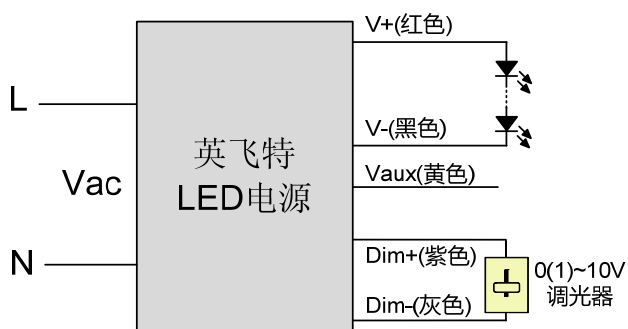 V+(红色)
L
V-(黑色)
英飞特
LED电源
Vac
Vaux(黄色)
Dim+(紫色)
N
0(1)~10V
调光器
Dim-(灰色)